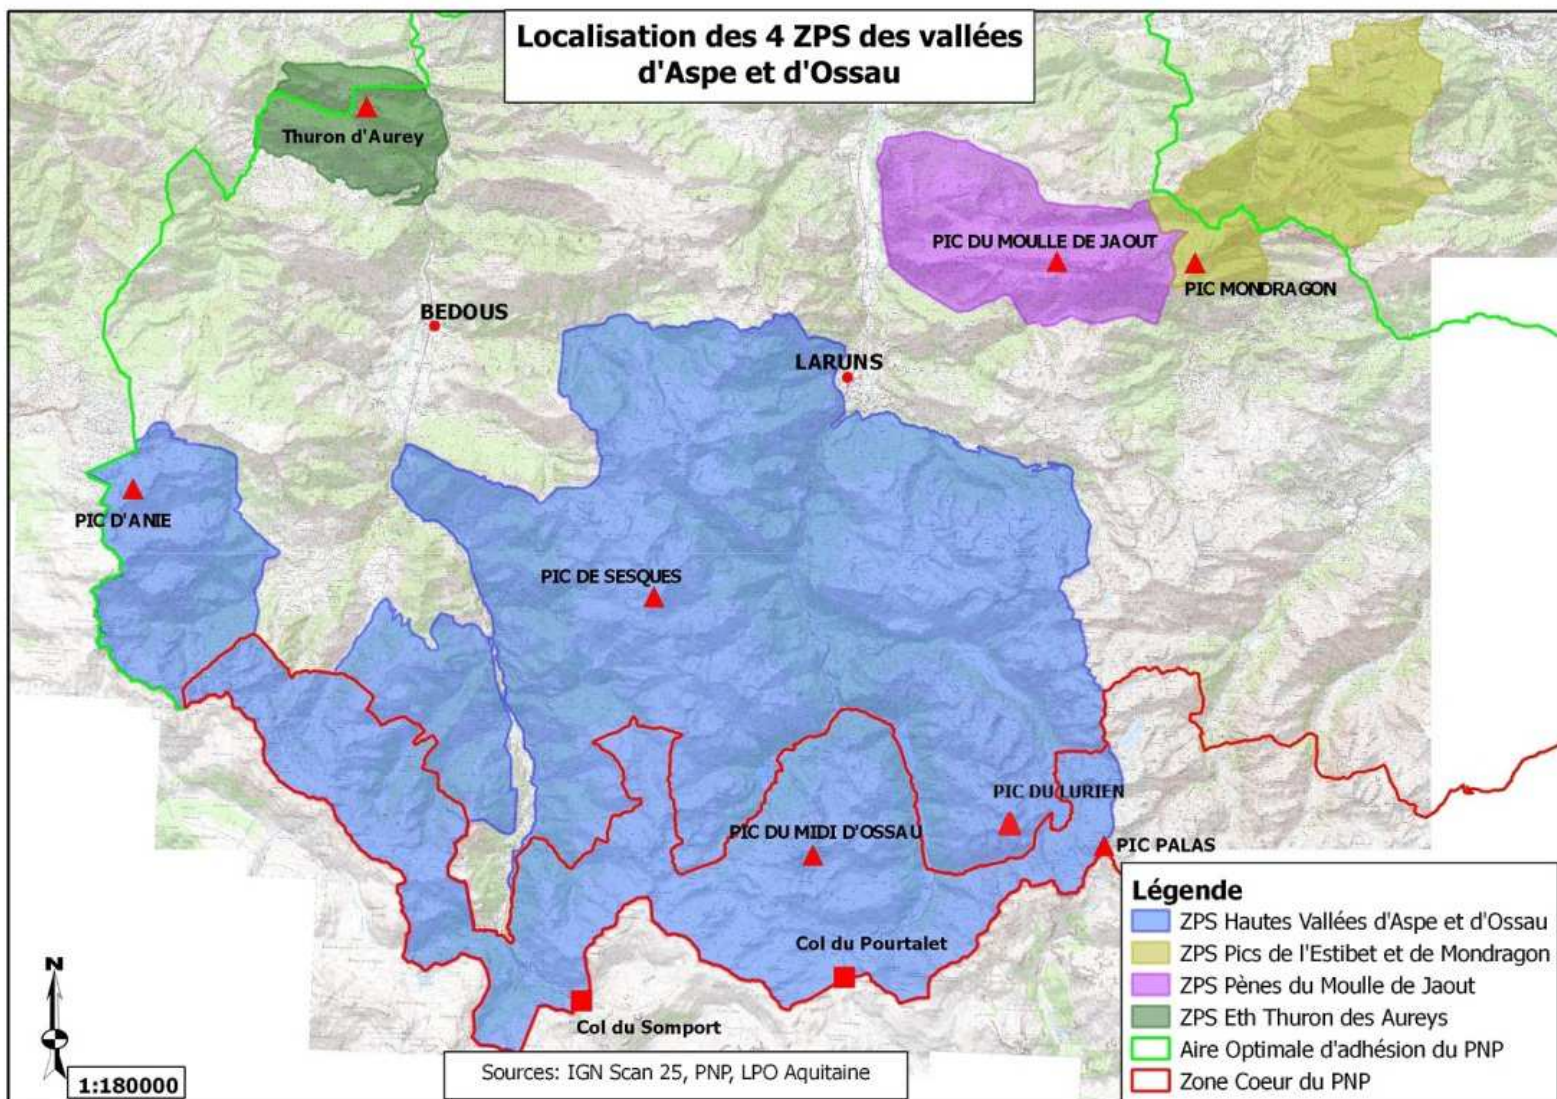 Localisation des 4 ZPS des vallées
d'Aspe et d'Ossau
Thuron d'Aurey
PIC DU MOULLE DE JAOUT
PIC MONDRAGON
BEDOUS
LARUNS
PIC D'ANIE
PIC DE SESQUES
PIC DU LURIEN
PIC DU MIDI D'OSSAU
PIC PALAS
Col du Pourtalet
Col du Somport
N
1:180000
Sources: IGN Scan 25, PNP, LPO Aquitaine
Légende
ZPS Hautes Vallées d'Aspe et d'Ossau
ZPS Pics de l'Estibet et de Mondragon
ZPS Pènes du Moulle de Jaout
ZPS Eth Thuron des Aureys
Aire Optimale d'adhésion du PNP
Zone Coeur du PNP